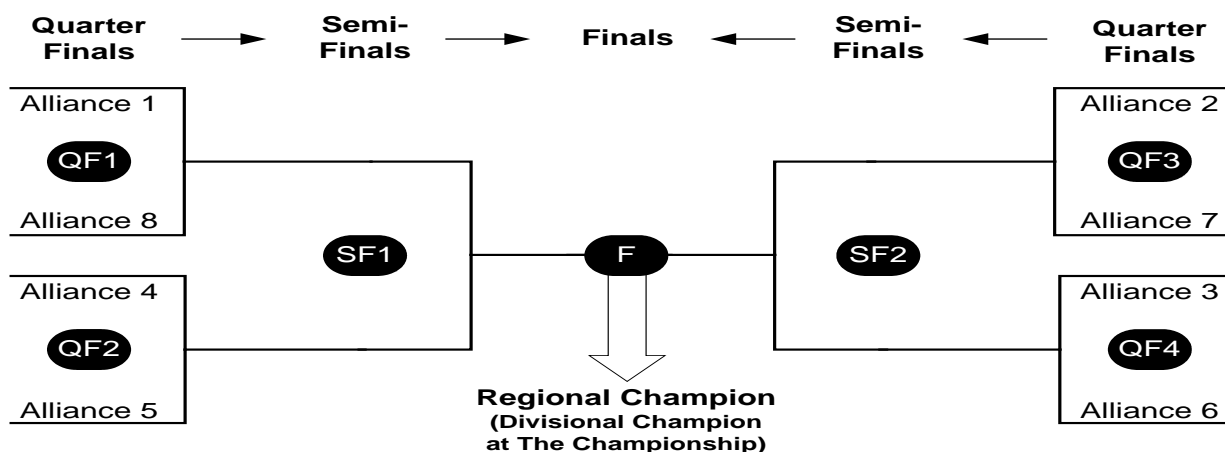 Quarter
Finals
Semi-
Finals
Finals
Semi-
Finals
Quarter
Finals
Alliance 1
QF1
Alliance 8
Alliance 4
QF2
Alliance 5
SF1
F
SF2
Alliance 2
QF3
Alliance 7
Alliance 3
QF4
Alliance 6
Regional Champion
(Divisional Champion
at The Championship)